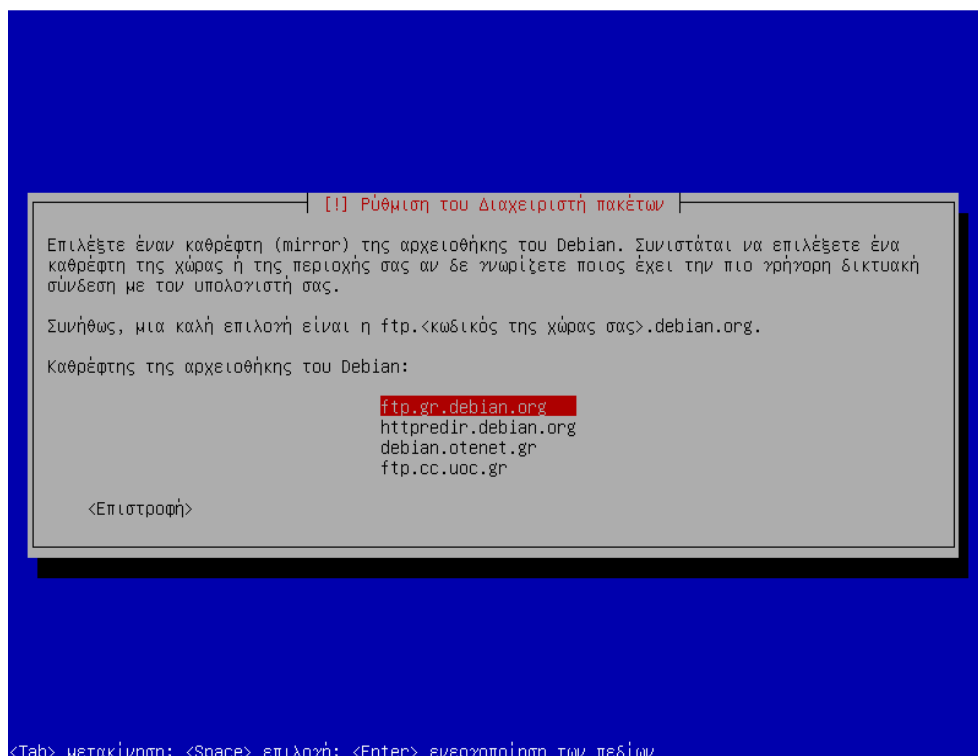 [!] Ρύθμιση του Διαχειριστή πακέτων
Επιλέξτε έναν καθρέφτη (mirror) της αρχειοθήκης του Debian. Συνιστάται να επιλέξετε ένα
καθρέφτη της χώρας ή της περιοχής σας αν δε γνωρίζετε ποιος έχει την πιο γρήγορη δικτυακή
σύνδεση με τον υπολογιστή σας.
Συνήθως, μια καλή επιλογή είναι η ftp.<κωδικός της χώρας σας>.debian.org.
Καθρέφτης της αρχειοθήκης του Debian:
ftp.gr.debian.org
httpredir.debian.org
debian.otenet.gr
ftp.cc.uoc.gr
<Επιστροφή>
<Tab> μετακίνηση; <Space> επιλογή; <Enter> ενεργοποίηση των πεδίων